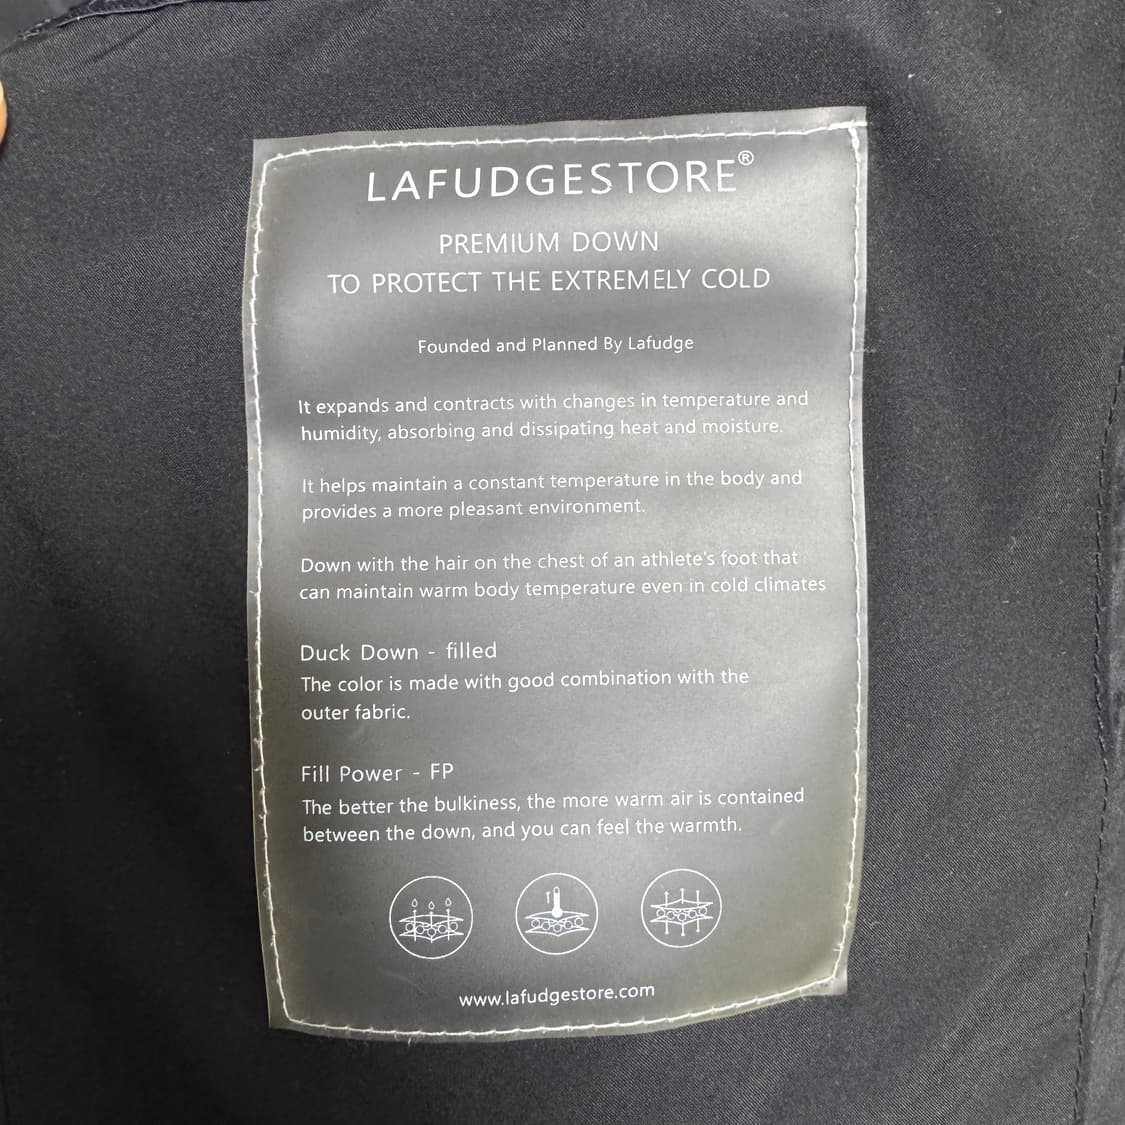 LAFUDGESTORE®
PREMIUM DOWN
TO PROTECT THE EXTREMELY COLD
Founded and Planned By Lafudge
It expands and contracts with changes in temperature and
humidity, absorbing and dissipating heat and moisture.
It helps maintain a constant temperature in the body and
provides a more pleasant environment.
Down with the hair on the chest of an athlete's foot that
can maintain warm body temperature even in cold climates
Duck Down - filled
The color is made with good combination with the
outer fabric.
Fill Power - FP
The better the bulkiness, the more warm air is contained
between the down, and you can feel the warmth.
www.lafudgestore.com